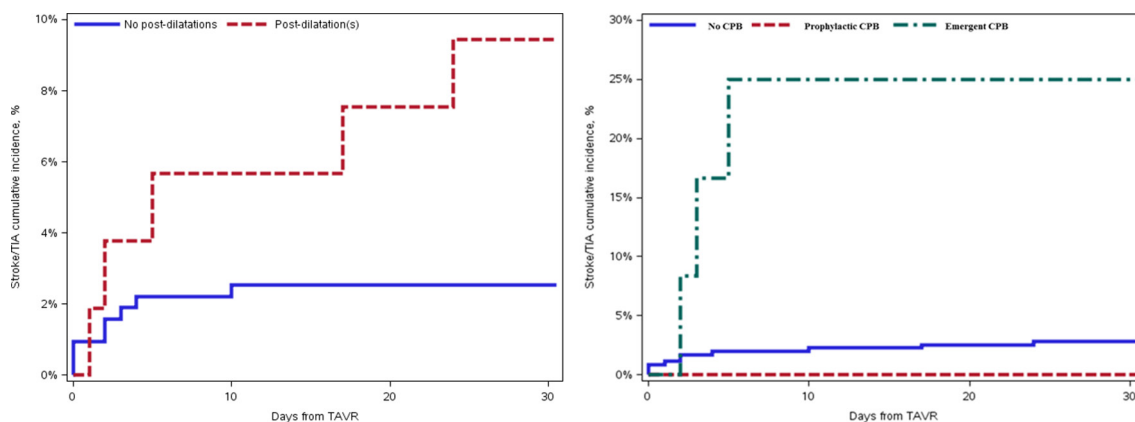 No post-dilatations Post-dilatation(s)
10%
8%
6%
4%
2%
0%
Stroke/TIA cumulative incidence, %
0 10 20 30
Days from TAVR
No CPB Prophylactic CPB Emergent CPB
30%
25%
20%
15%
10%
5%
0%
Stroke/TIA cumulative incidence, %
0 10 20 30
Days from TAVR